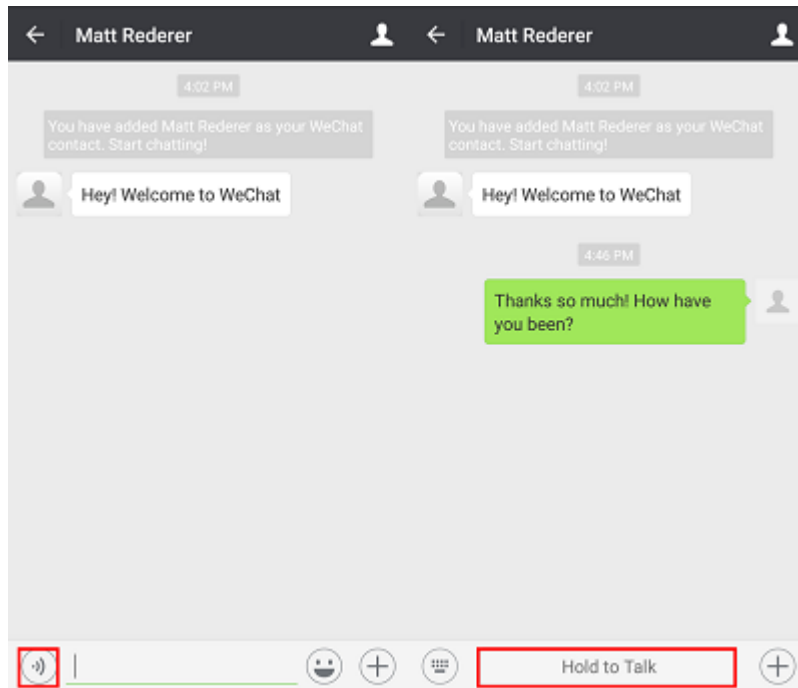 Matt Rederer
4:02 PM
You have added Matt Rederer as your WeChat
contact. Start chatting!
Hey! Welcome to WeChat
Matt Rederer
4:02 PM
You have added Matt Rederer as your WeChat
contact. Start chatting!
Hey! Welcome to WeChat
4:46 PM
Thanks so much! How have
you been?
Hold to Talk